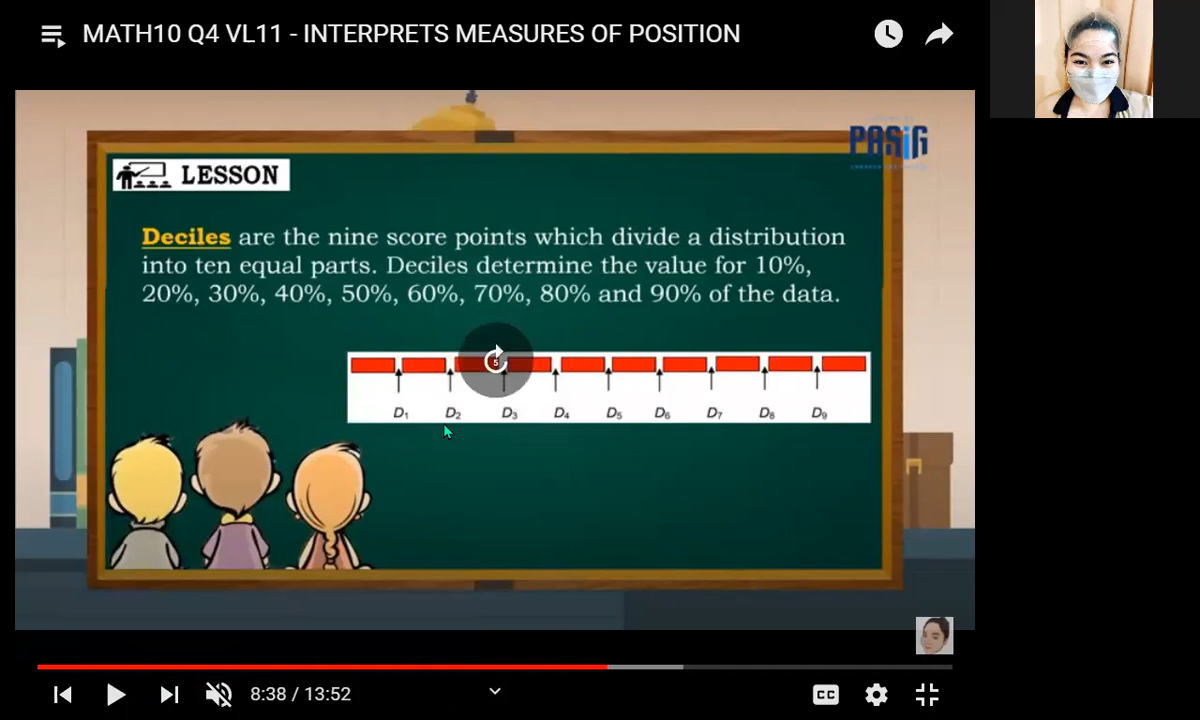 MATH10 Q4 VL11 - INTERPRETS MEASURES OF POSITION
PASiG
LESSON
Deciles are the nine score points which divide a distribution
into ten equal parts. Deciles determine the value for 10%,
20%, 30%, 40%, 50%, 60%, 70%, 80% and 90% of the data.
5
D₁ D₂ D₃ D₄ D₅ D₆ D₇ D₈ D₉
8:38 / 13:52
CC